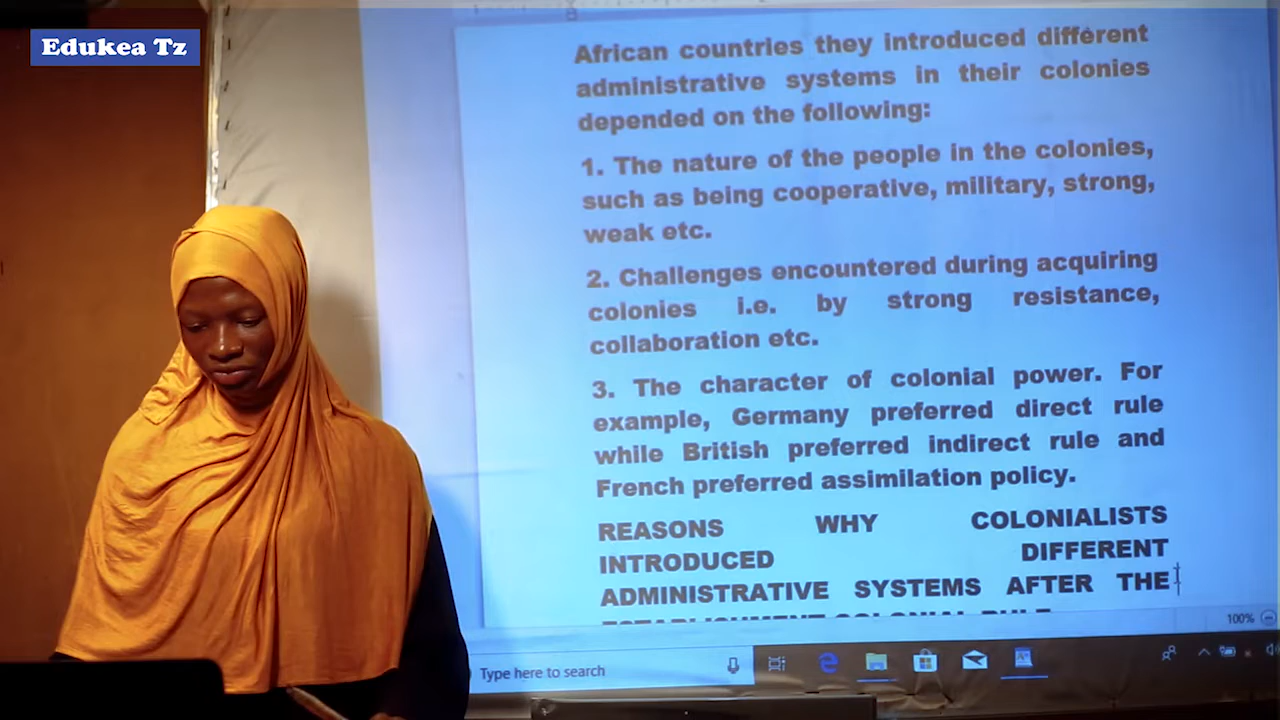 Edukea Tz
African countries they introduced different
administrative systems in their colonies
depended on the following:
1. The nature of the people in the colonies,
such as being cooperative, military, strong,
weak etc.
2. Challenges encountered during acquiring
colonies i.e. by strong resistance,
collaboration etc.
3. The character of colonial power. For
example, Germany preferred direct rule
while British preferred indirect rule and
French preferred assimilation policy.
REASONS WHY COLONIALISTS
INTRODUCED DIFFERENT
ADMINISTRATIVE SYSTEMS AFTER THE
ESTABLISHMENT COLONIAL RULE
100%
Type here to search